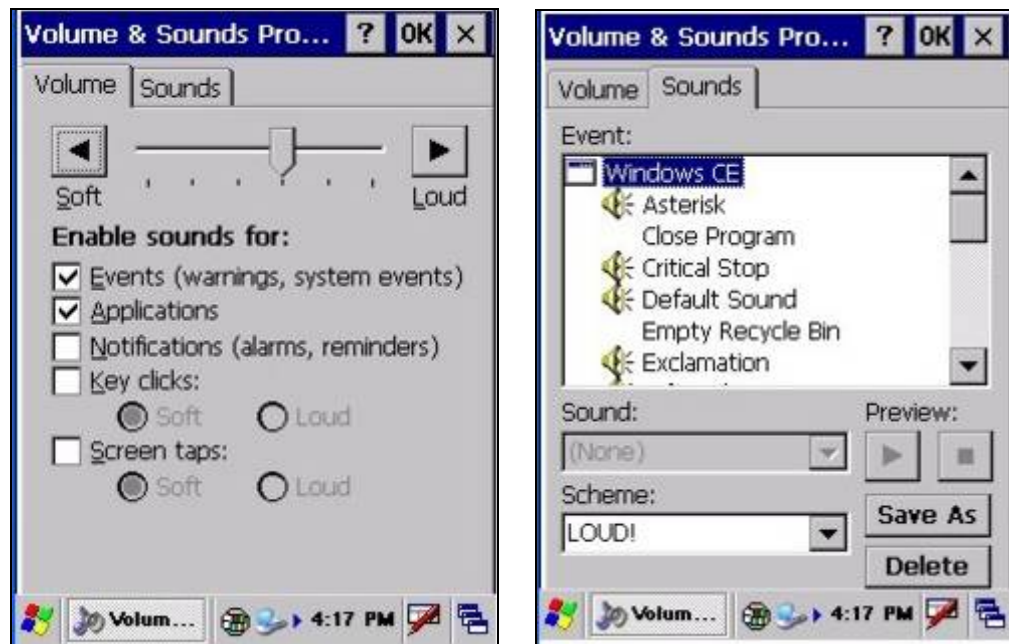 Volume & Sounds Pro... ? OK ×
Volume Sounds
Soft Loud
Enable sounds for:
Events (warnings, system events)
Applications
Notifications (alarms, reminders)
Key clicks:
Soft Loud
Screen taps:
Soft Loud
Volum... 4:17 PM
Volume & Sounds Pro... ? OK ×
Volume Sounds
Event:
Windows CE
Asterisk
Close Program
Critical Stop
Default Sound
Empty Recycle Bin
Exclamation
Sound: Preview:
(None)
Scheme:
LOUD! Save As
Delete
Volum... 4:17 PM